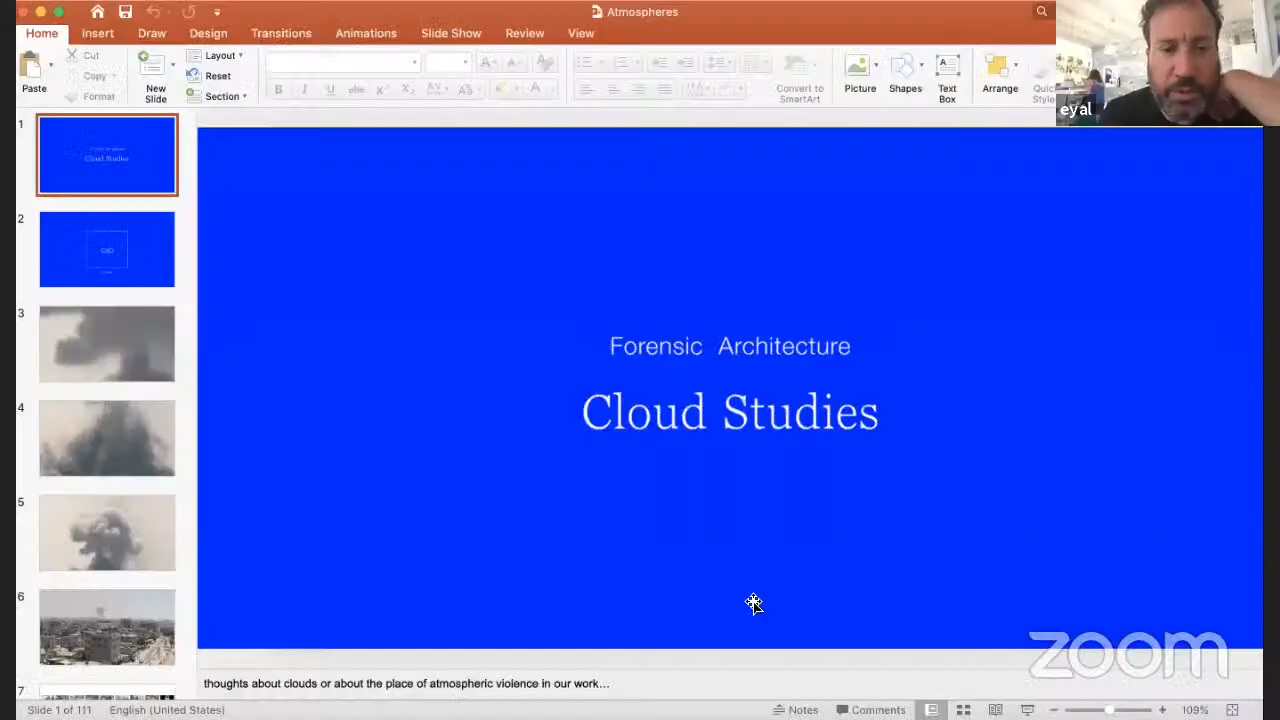 Atmospheres
Home Insert Draw Design Transitions Animations Slide Show Review View
Paste
Cut
Copy
Format
New
Slide
Layout
Reset
Section
Convert to
SmartArt
Picture
Shapes
Text
Box
Arrange
Quick
eyal
1
Cloud Studies
2
3
4
5
6
7
Forensic Architecture
Cloud Studies
zoom
thoughts about clouds or about the place of atmospheric violence in our work...
Slide 1 of 111 English (United States) Notes Comments 109%